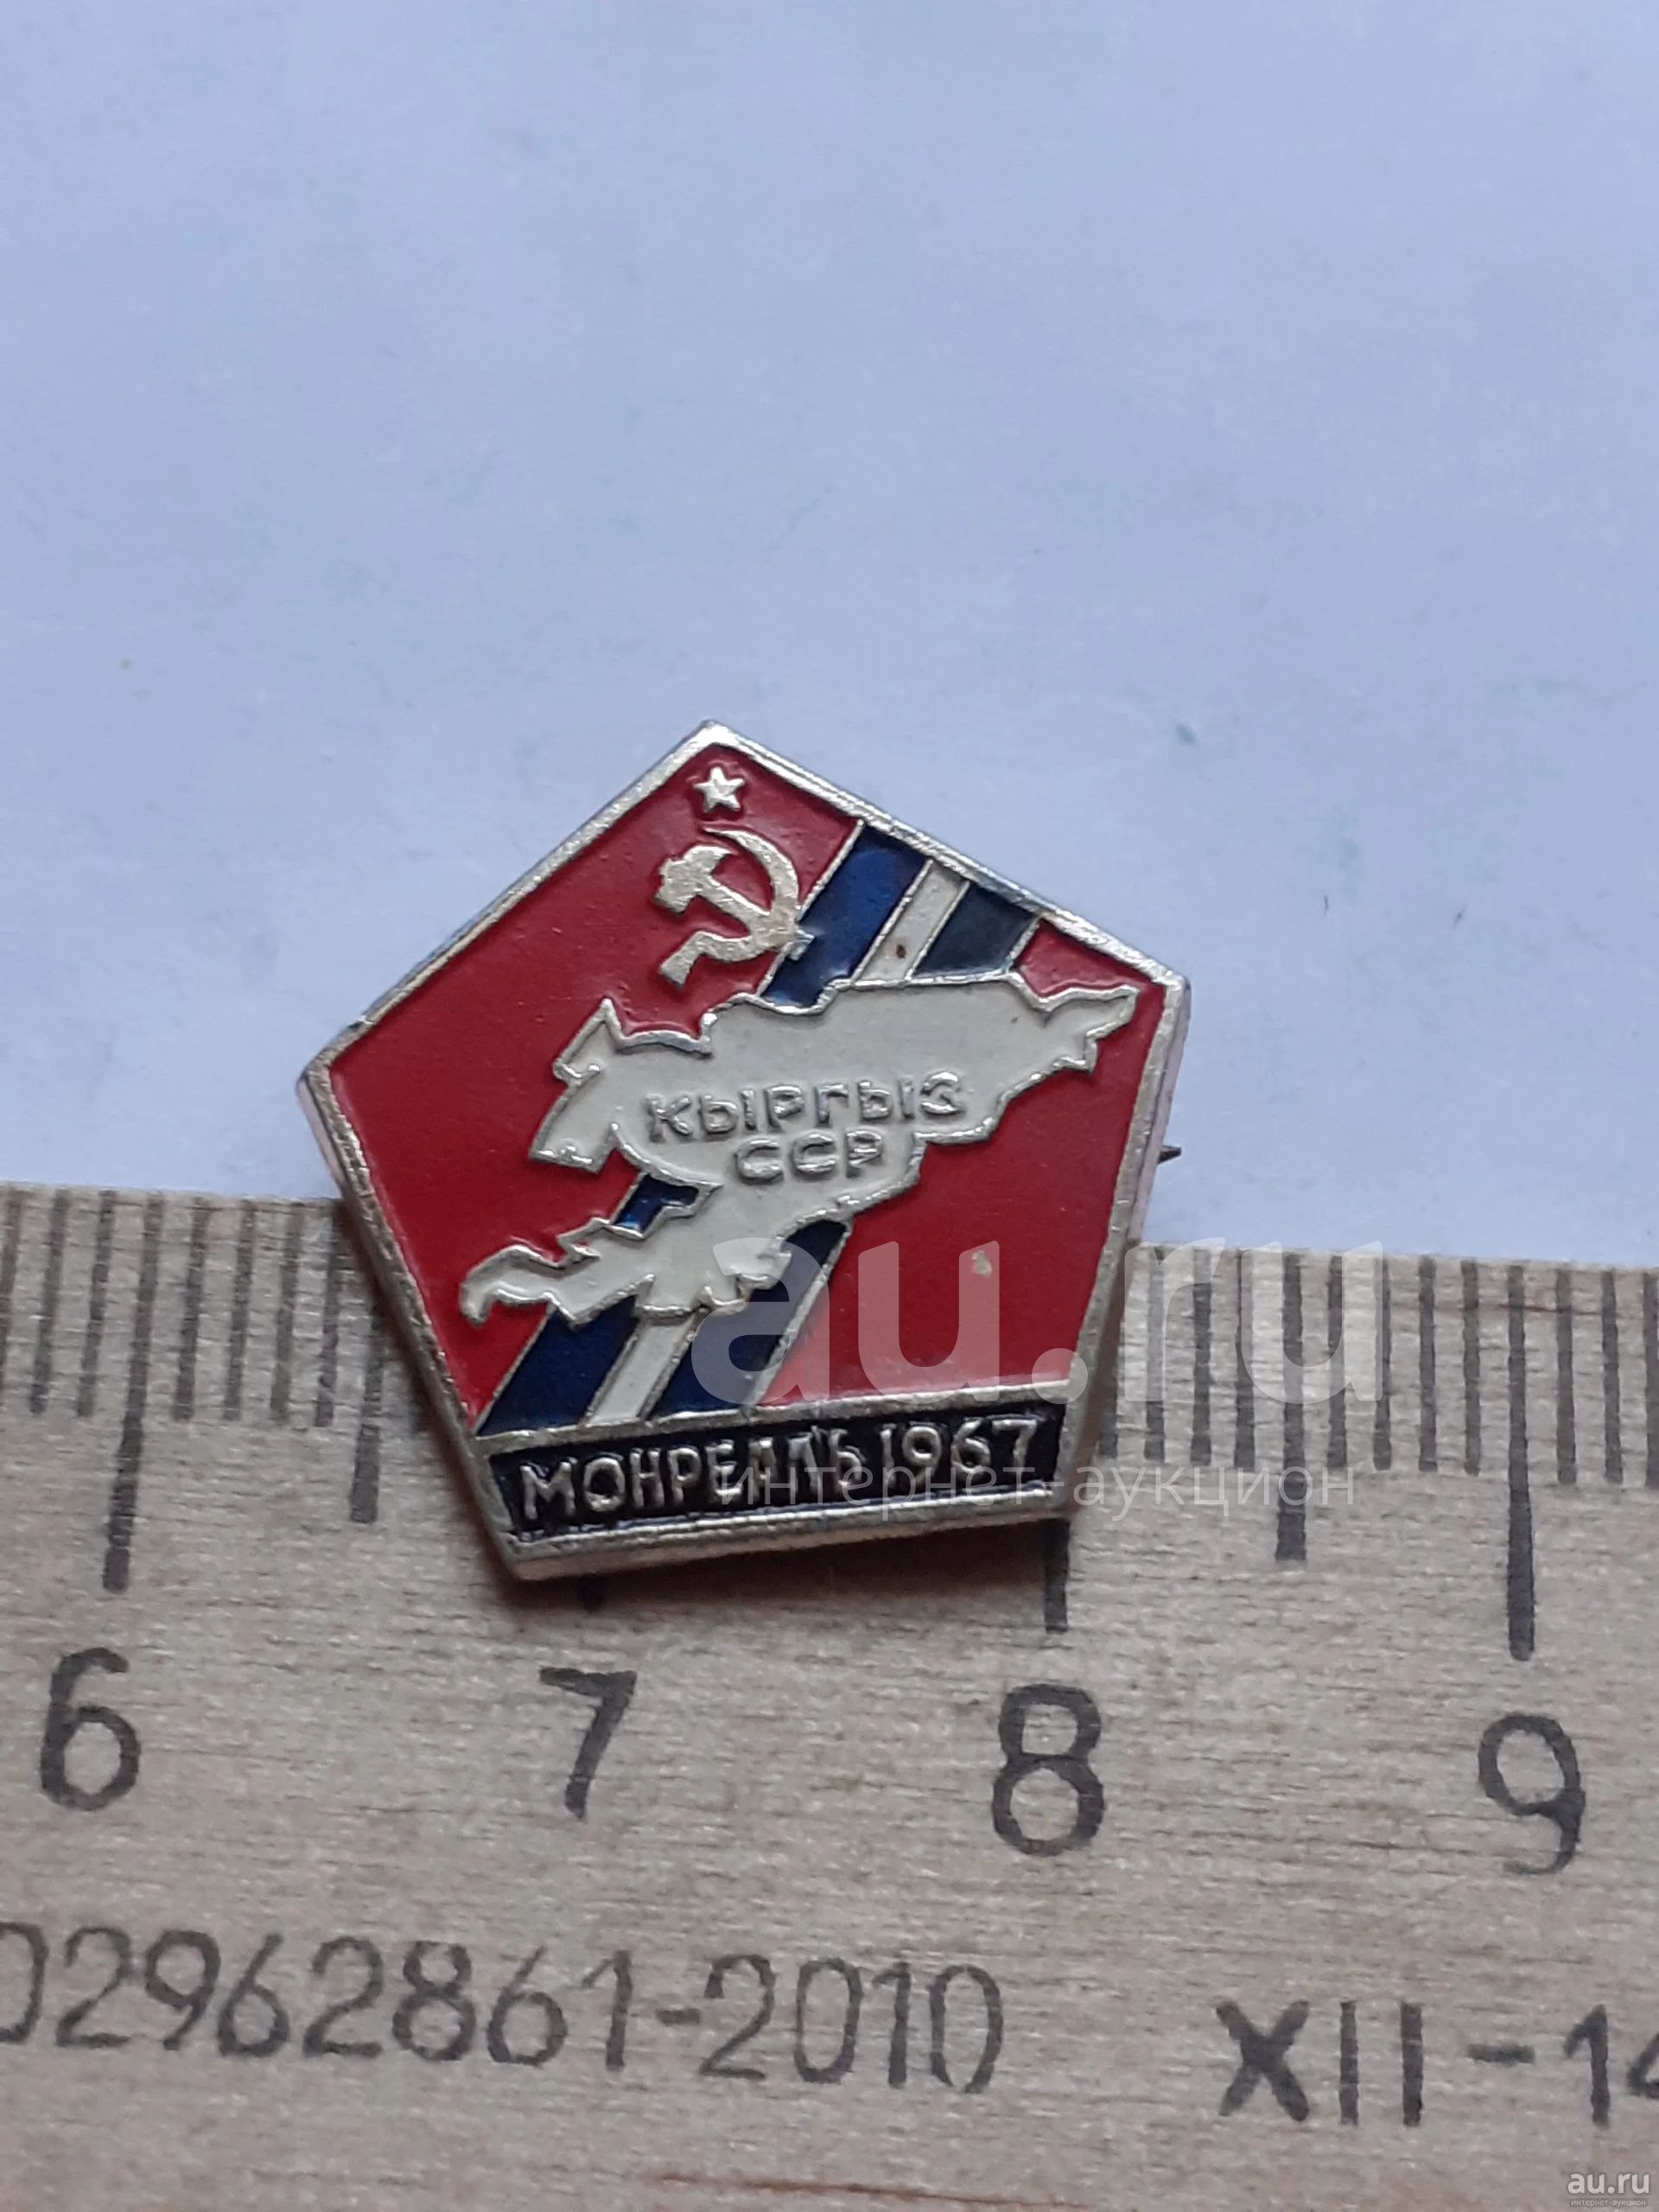 КЫРГЫЗ
ССР
МОНРЕАЛЬ 1967
au.ru
интернет-аукцион
6 7 8 9
02962861-2010 XII-14
au.ru
интернет-аукцион